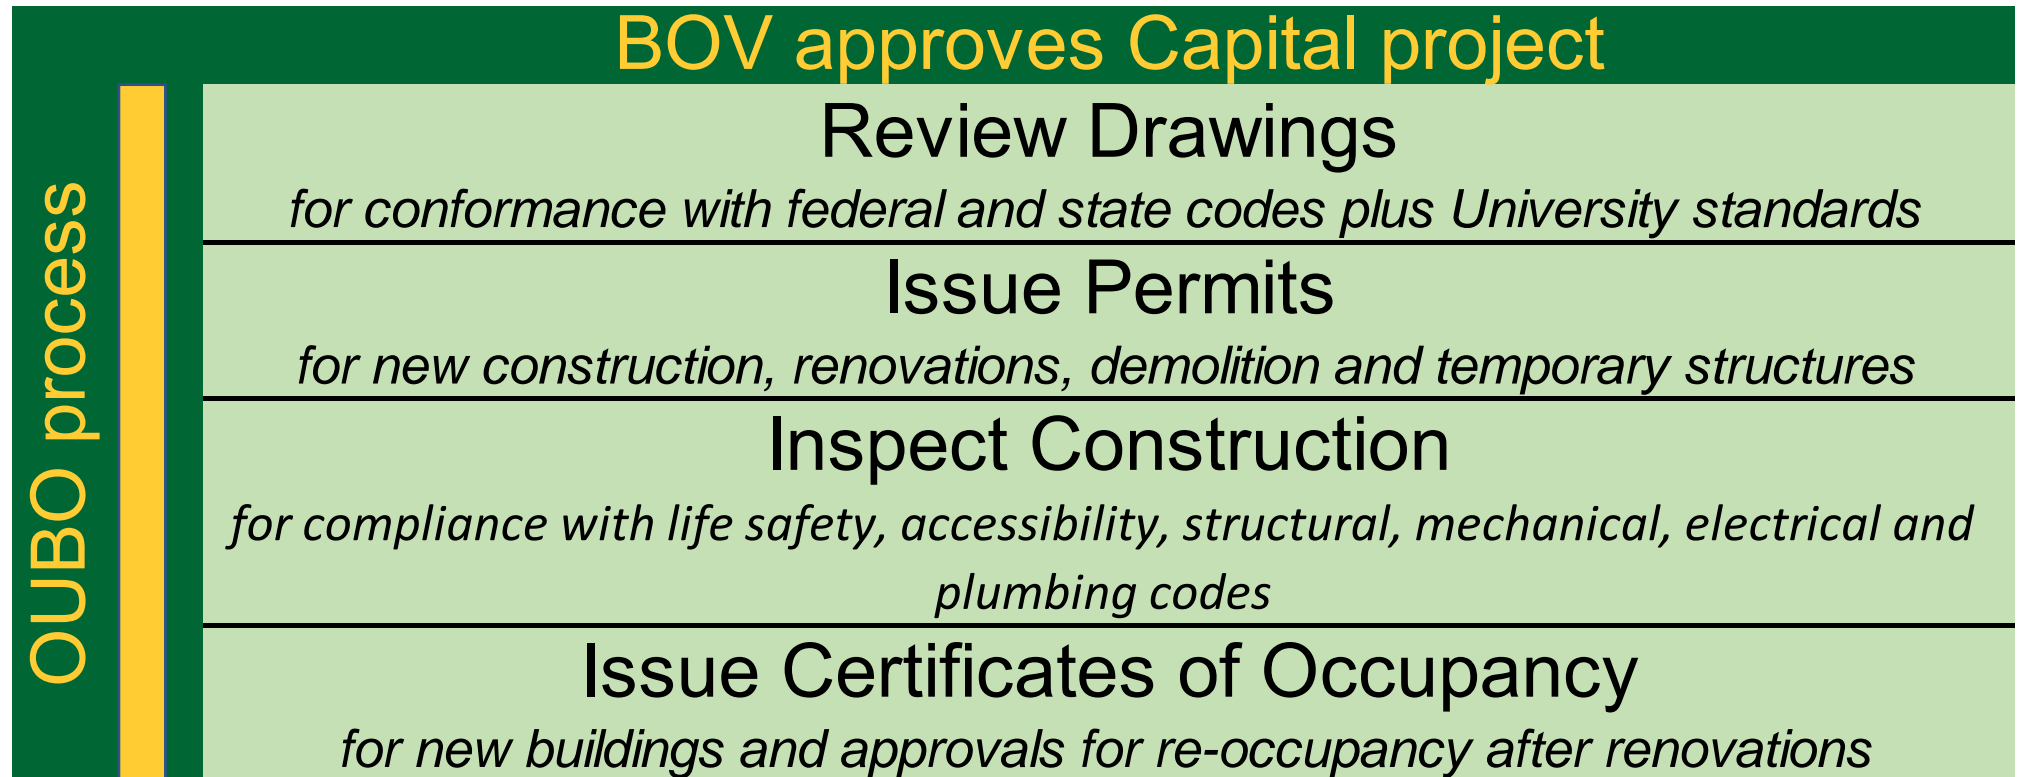 BOV approves Capital project
OUBO process
Review Drawings
for conformance with federal and state codes plus University standards
Issue Permits
for new construction, renovations, demolition and temporary structures
Inspect Construction
for compliance with life safety, accessibility, structural, mechanical, electrical and
plumbing codes
Issue Certificates of Occupancy
for new buildings and approvals for re-occupancy after renovations